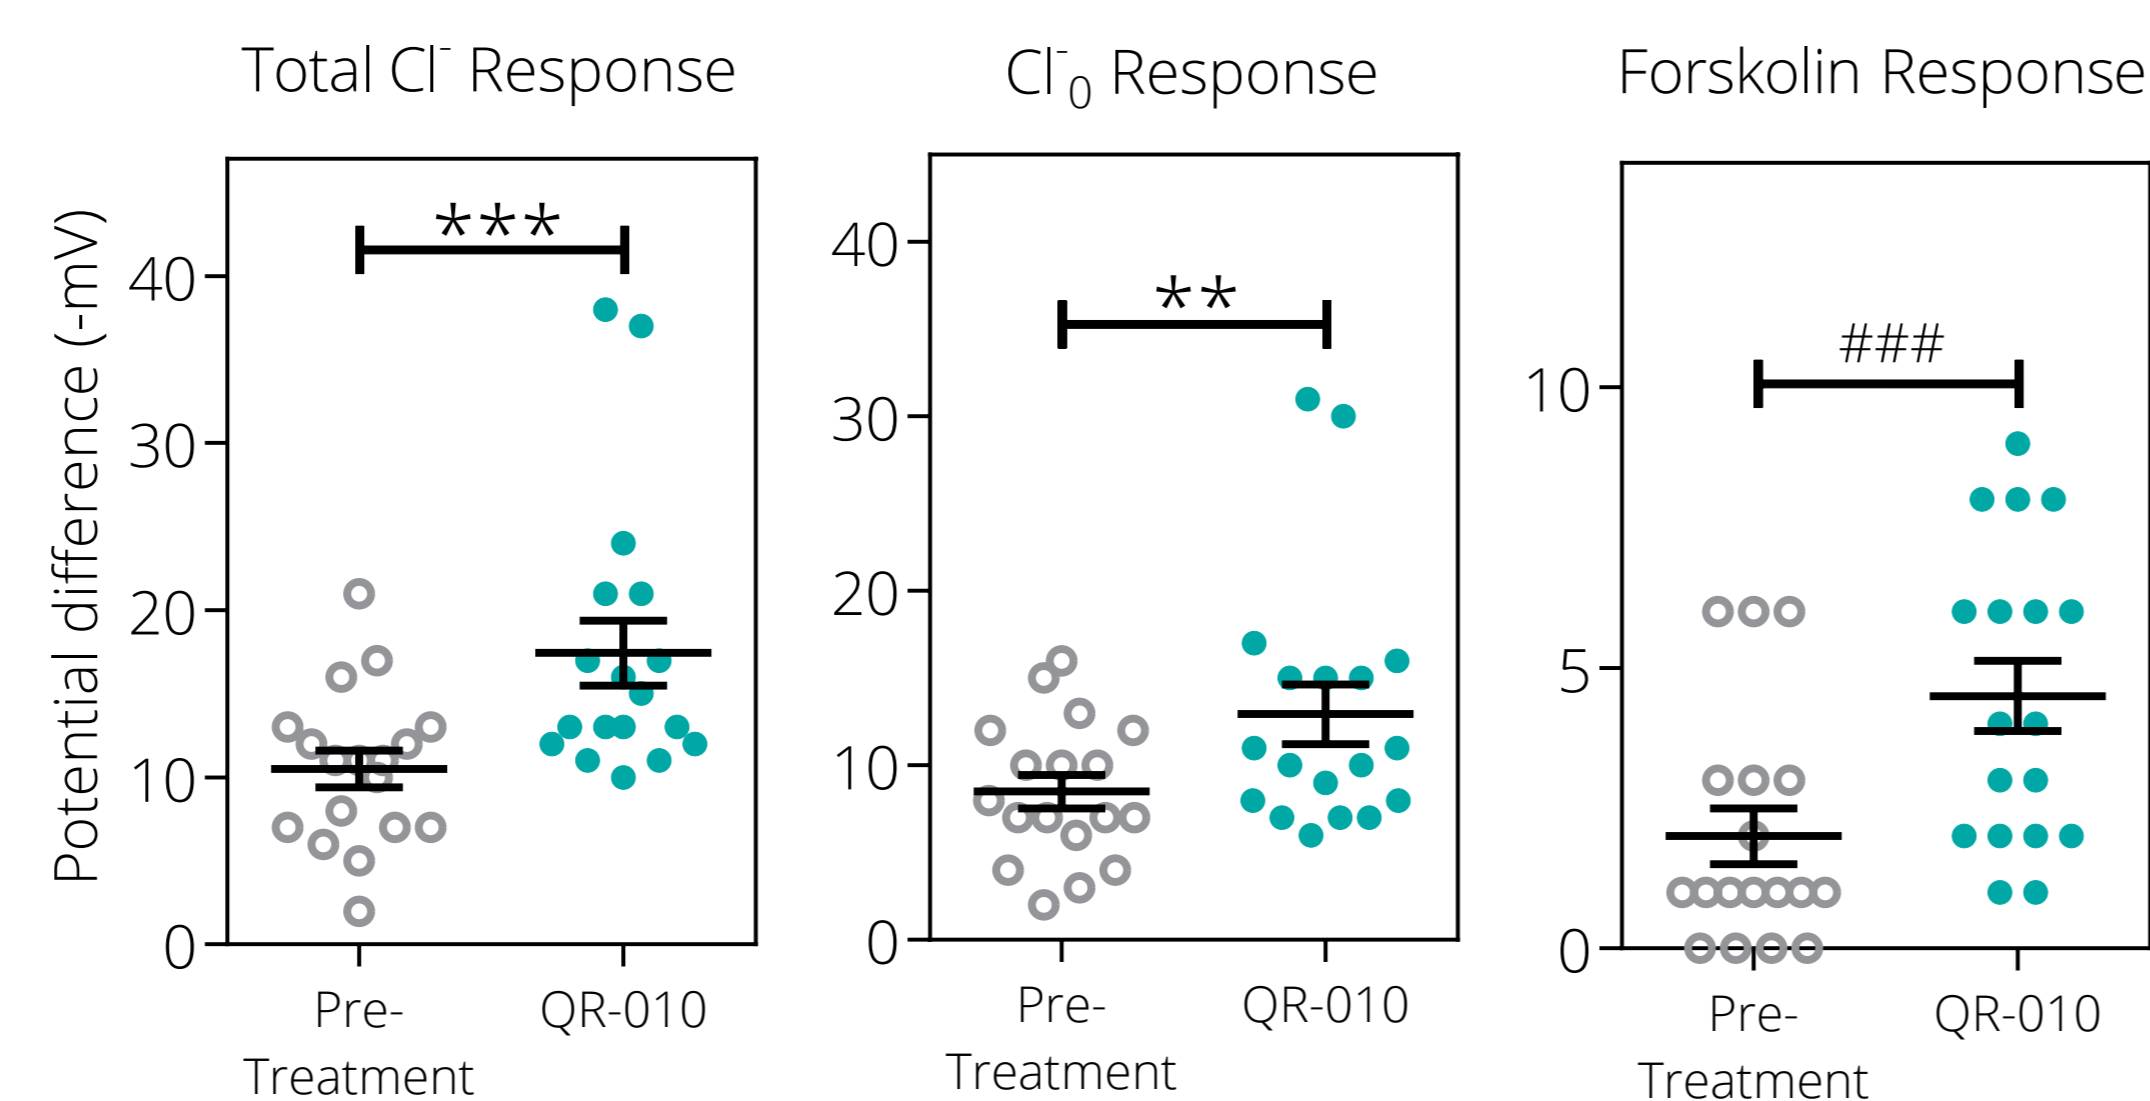 Total Cl⁻ Response
***
Potential difference (-mV)
40
30
20
10
0
Pre-
Treatment
QR-010
Cl⁻₀ Response
**
40
30
20
10
0
Pre-
Treatment
QR-010
Forskolin Response
###
10
5
0
Pre-
Treatment
QR-010